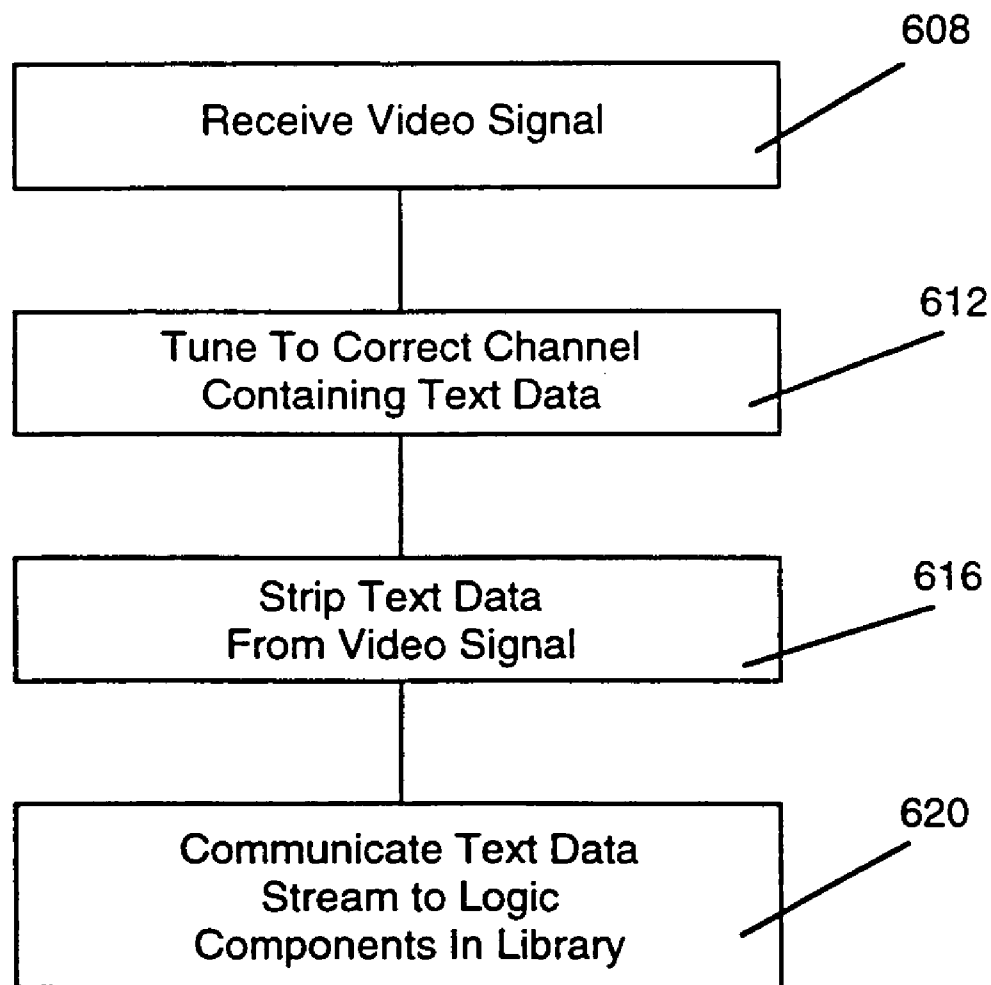 608
Receive Video Signal
612
Tune To Correct Channel
Containing Text Data
616
Strip Text Data
From Video Signal
620
Communicate Text Data
Stream to Logic
Components In Library